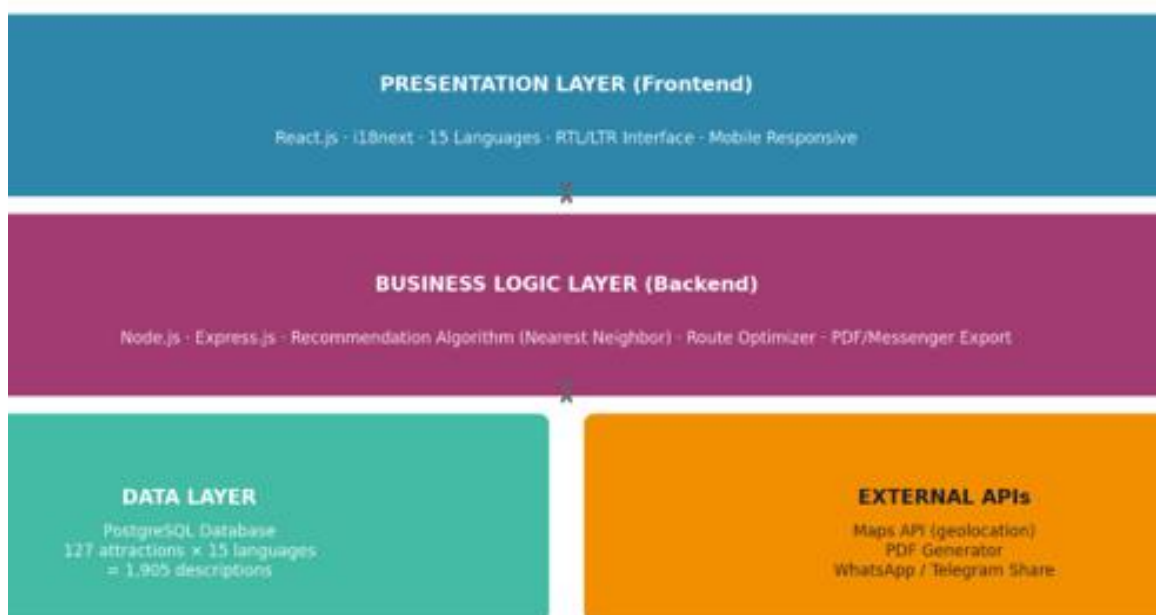 PRESENTATION LAYER (Frontend)
React.js · i18next · 15 Languages · RTL/LTR Interface · Mobile Responsive
BUSINESS LOGIC LAYER (Backend)
Node.js · Express.js · Recommendation Algorithm (Nearest Neighbor) · Route Optimizer · PDF/Messenger Export
DATA LAYER
PostgreSQL Database
127 attractions × 15 languages
= 1,905 descriptions
EXTERNAL APIs
Maps API (geolocation)
PDF Generator
WhatsApp / Telegram Share